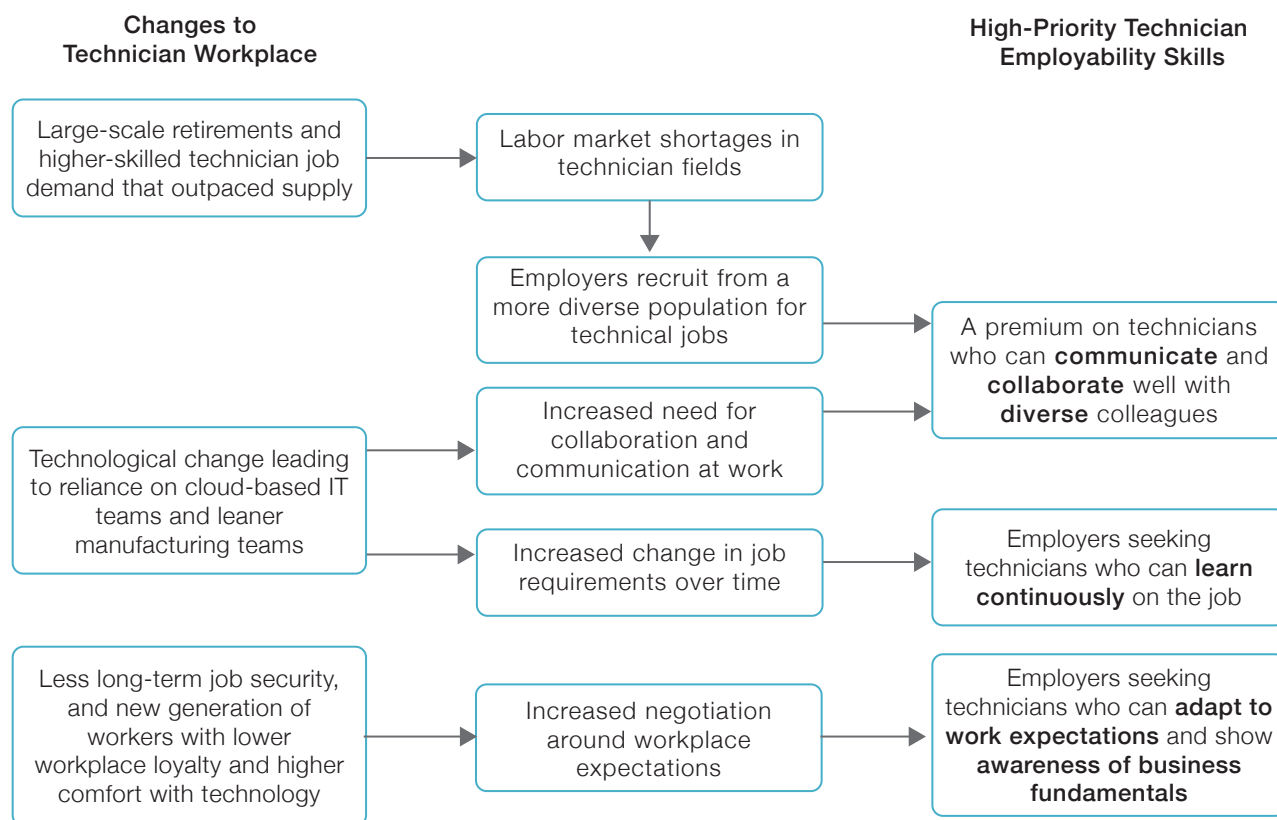 Changes to
Technician Workplace
High-Priority Technician
Employability Skills
Large-scale retirements and
higher-skilled technician job
demand that outpaced supply
Labor market shortages in
technician fields
Employers recruit from a
more diverse population for
technical jobs
A premium on technicians
who can communicate and
collaborate well with
diverse colleagues
Technological change leading
to reliance on cloud-based IT
teams and leaner
manufacturing teams
Increased need for
collaboration and
communication at work
Increased change in job
requirements over time
Employers seeking
technicians who can learn
continuously on the job
Less long-term job security,
and new generation of
workers with lower
workplace loyalty and higher
comfort with technology
Increased negotiation
around workplace
expectations
Employers seeking
technicians who can adapt to
work expectations and show
awareness of business
fundamentals